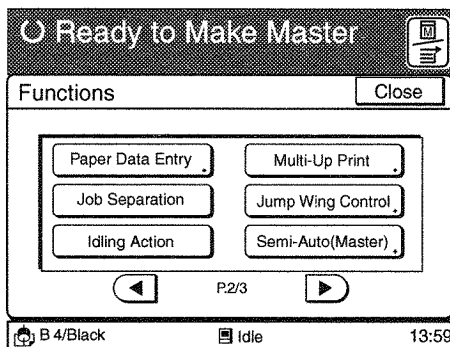 Ready to Make Master
M
Functions Close
Paper Data Entry Multi-Up Print
Job Separation Jump Wing Control
Idling Action Semi-Auto(Master)
P.2/3
B 4/Black Idle 13:59